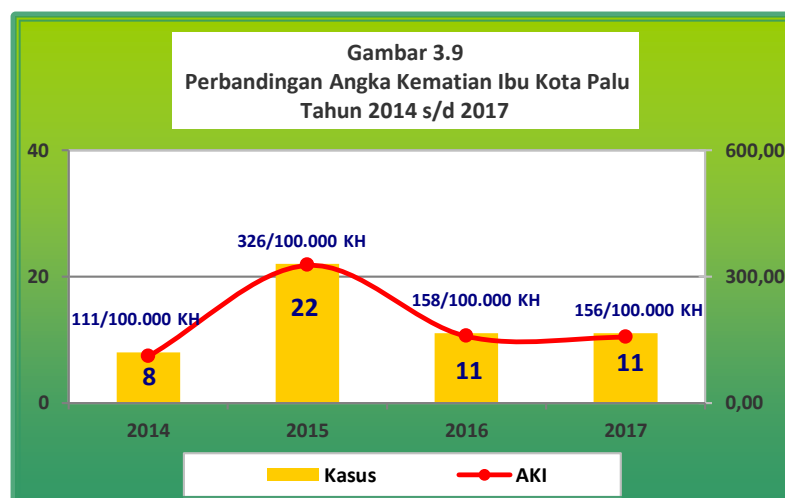 Gambar 3.9
Perbandingan Angka Kematian Ibu Kota Palu
Tahun 2014 s/d 2017
40
600,00
326/100.000 KH
158/100.000 KH
156/100.000 KH
111/100.000 KH
20
300,00
22
8
11
11
0
0,00
2014
2015
2016
2017
Kasus
AKI